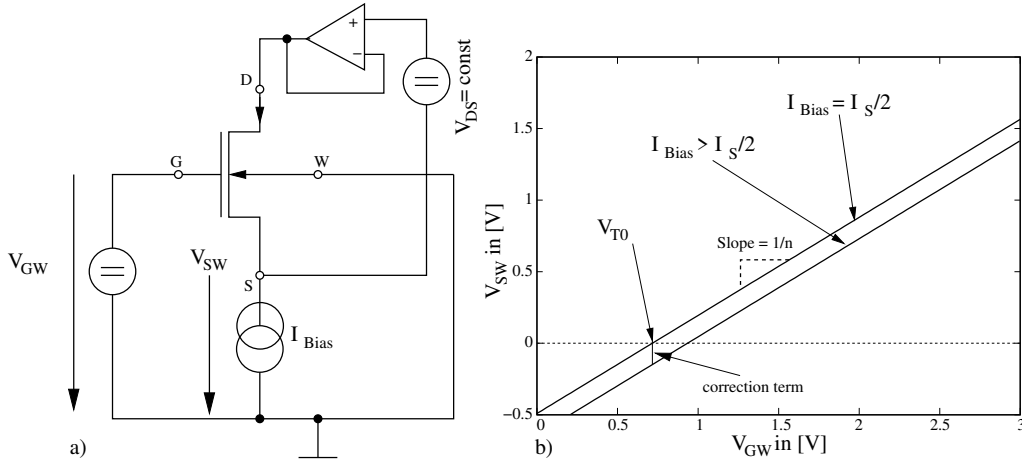 +
−
D
V_DS = const
G
W
V_GW
V_SW
S
I Bias
a)
2
1.5
1
0.5
0
−0.5
V_SW in [V]
I Bias = I S/2
I Bias > I S/2
V_T0
Slope = 1/n
correction term
0
0.5
1
1.5
2
2.5
3
V_GW in [V]
b)